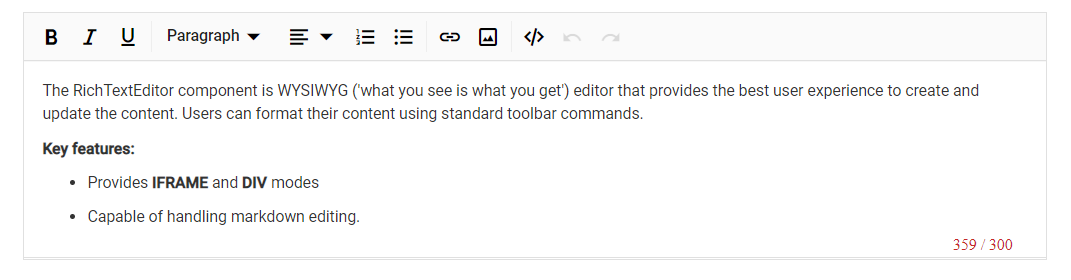 B I U Paragraph
The RichTextEditor component is WYSIWYG ('what you see is what you get') editor that provides the best user experience to create and
update the content. Users can format their content using standard toolbar commands.
Key features:
• Provides IFRAME and DIV modes
• Capable of handling markdown editing.
359 / 300